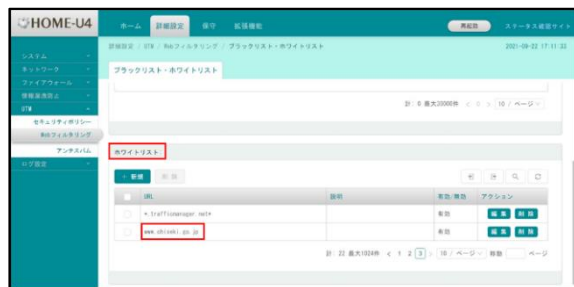 HOME-U4
ホーム 詳細設定 保守 拡張機能
再起動 ステータス確認サイト
詳細設定 / UTM / Webフィルタリング / ブラックリスト・ホワイトリスト
2021-09-22 17:11:33
システム
ネットワーク
ファイアウォール
情報漏洩防止
UTM
セキュリティポリシー
Webフィルタリング
アンチスパム
ログ設定
ブラックリスト・ホワイトリスト
計: 0 最大20000件 < 0 > 10 / ページ
ホワイトリスト
+ 新規 削除
URL 説明 有効/無効 アクション
*.trafficmanager.net* 有効 編集 削除
www.chiseki.go.jp 有効 編集 削除
計: 22 最大1024件 < 1 2 3 > 10 / ページ 移動 ページ